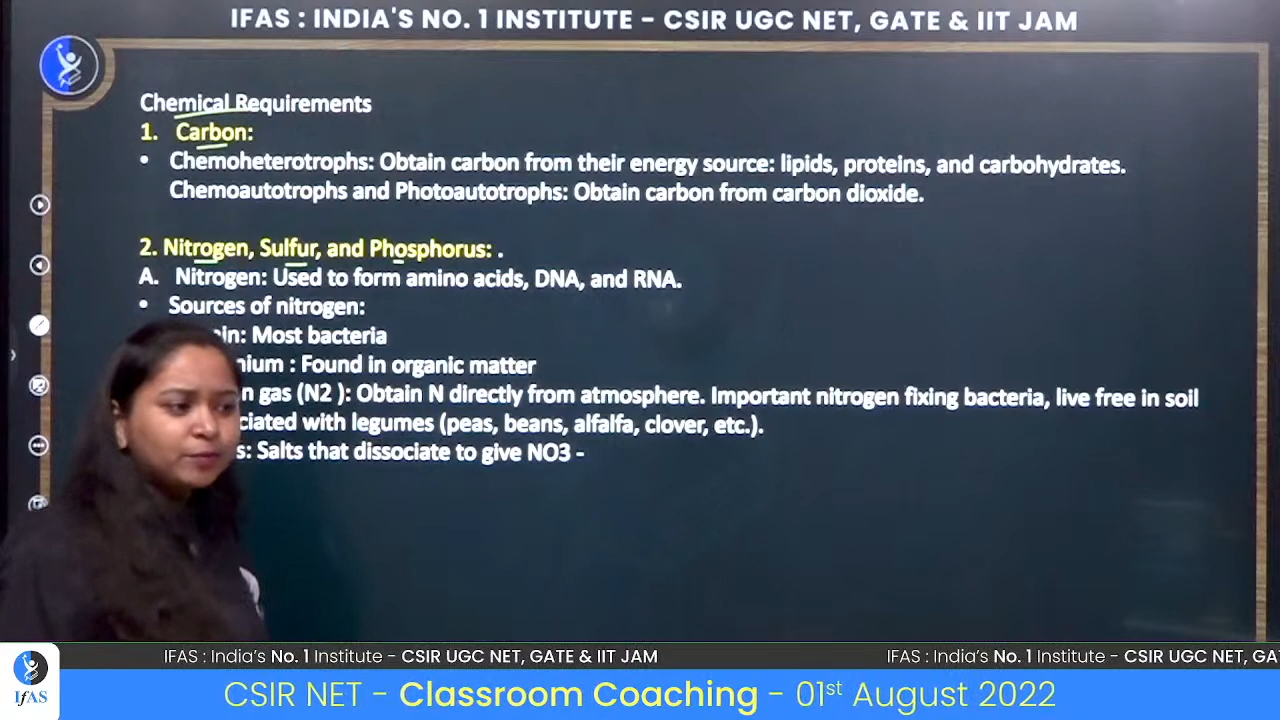 IFAS : INDIA'S NO. 1 INSTITUTE - CSIR UGC NET, GATE & IIT JAM
Chemical Requirements
1. Carbon:
• Chemoheterotrophs: Obtain carbon from their energy source: lipids, proteins, and carbohydrates.
Chemoautotrophs and Photoautotrophs: Obtain carbon from carbon dioxide.
2. Nitrogen, Sulfur, and Phosphorus: .
A. Nitrogen: Used to form amino acids, DNA, and RNA.
• Sources of nitrogen:
: Most bacteria
: Found in organic matter
gas (N2 ): Obtain N directly from atmosphere. Important nitrogen fixing bacteria, live free in soil
with legumes (peas, beans, alfalfa, clover, etc.).
: Salts that dissociate to give NO3 -
IFAS : India's No. 1 Institute - CSIR UGC NET, GATE & IIT JAM IFAS : India's No. 1 Institute - CSIR UGC NET, GA
IFAS
CSIR NET - Classroom Coaching - 01st August 2022